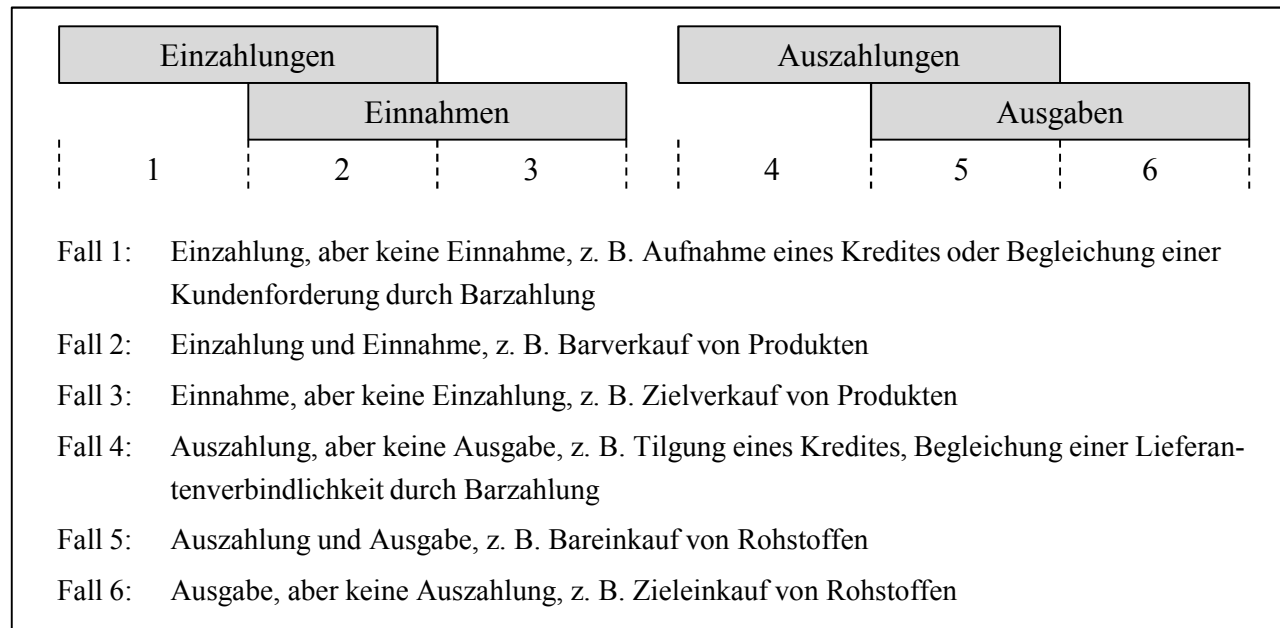 Einzahlungen
Auszahlungen
Einnahmen
Ausgaben
1 2 3 4 5 6
Fall 1: Einzahlung, aber keine Einnahme, z. B. Aufnahme eines Kredites oder Begleichung einer
Kundenforderung durch Barzahlung
Fall 2: Einzahlung und Einnahme, z. B. Barverkauf von Produkten
Fall 3: Einnahme, aber keine Einzahlung, z. B. Zielverkauf von Produkten
Fall 4: Auszahlung, aber keine Ausgabe, z. B. Tilgung eines Kredites, Begleichung einer Lieferan-
tenverbindlichkeit durch Barzahlung
Fall 5: Auszahlung und Ausgabe, z. B. Bareinkauf von Rohstoffen
Fall 6: Ausgabe, aber keine Auszahlung, z. B. Zieleinkauf von Rohstoffen